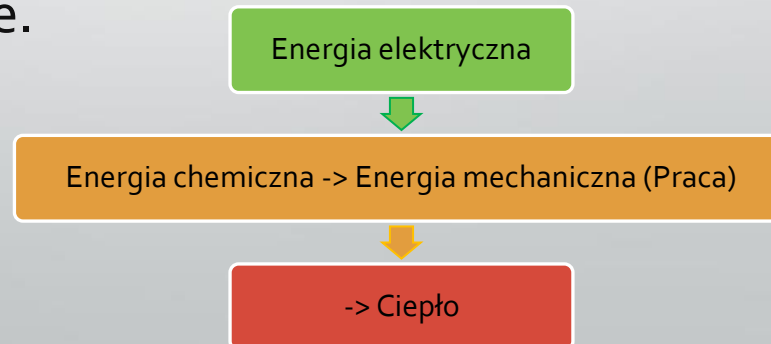 e.
Energia elektryczna
Energia chemiczna -> Energia mechaniczna (Praca)
-> Ciepło